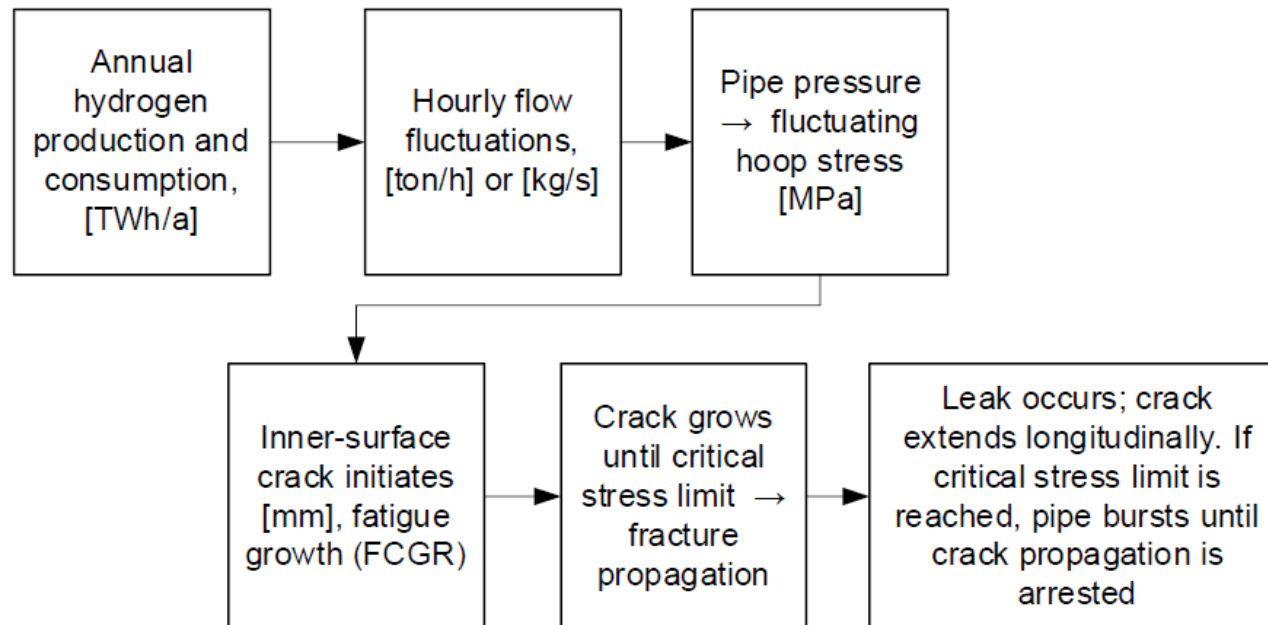 Annual
hydrogen
production and
consumption,
[TWh/a]
Hourly flow
fluctuations,
[ton/h] or [kg/s]
Pipe pressure
→ fluctuating
hoop stress
[MPa]
Inner-surface
crack initiates
[mm], fatigue
growth (FCGR)
Crack grows
until critical
stress limit →
fracture
propagation
Leak occurs; crack
extends longitudinally. If
critical stress limit is
reached, pipe bursts until
crack propagation is
arrested